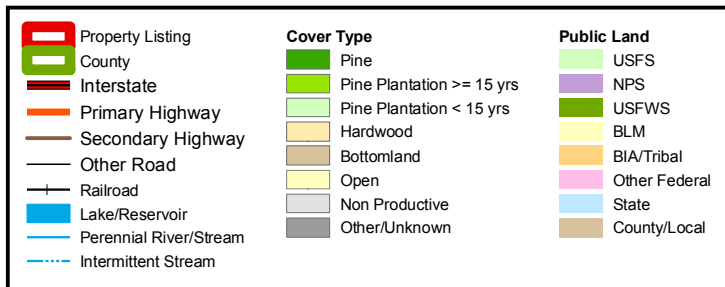 Property Listing
County
Interstate
Primary Highway
Secondary Highway
Other Road
Railroad
Lake/Reservoir
Perennial River/Stream
Intermittent Stream
Cover Type
Pine
Pine Plantation >= 15 yrs
Pine Plantation < 15 yrs
Hardwood
Bottomland
Open
Non Productive
Other/Unknown
Public Land
USFS
NPS
USFWS
BLM
BIA/Tribal
Other Federal
State
County/Local